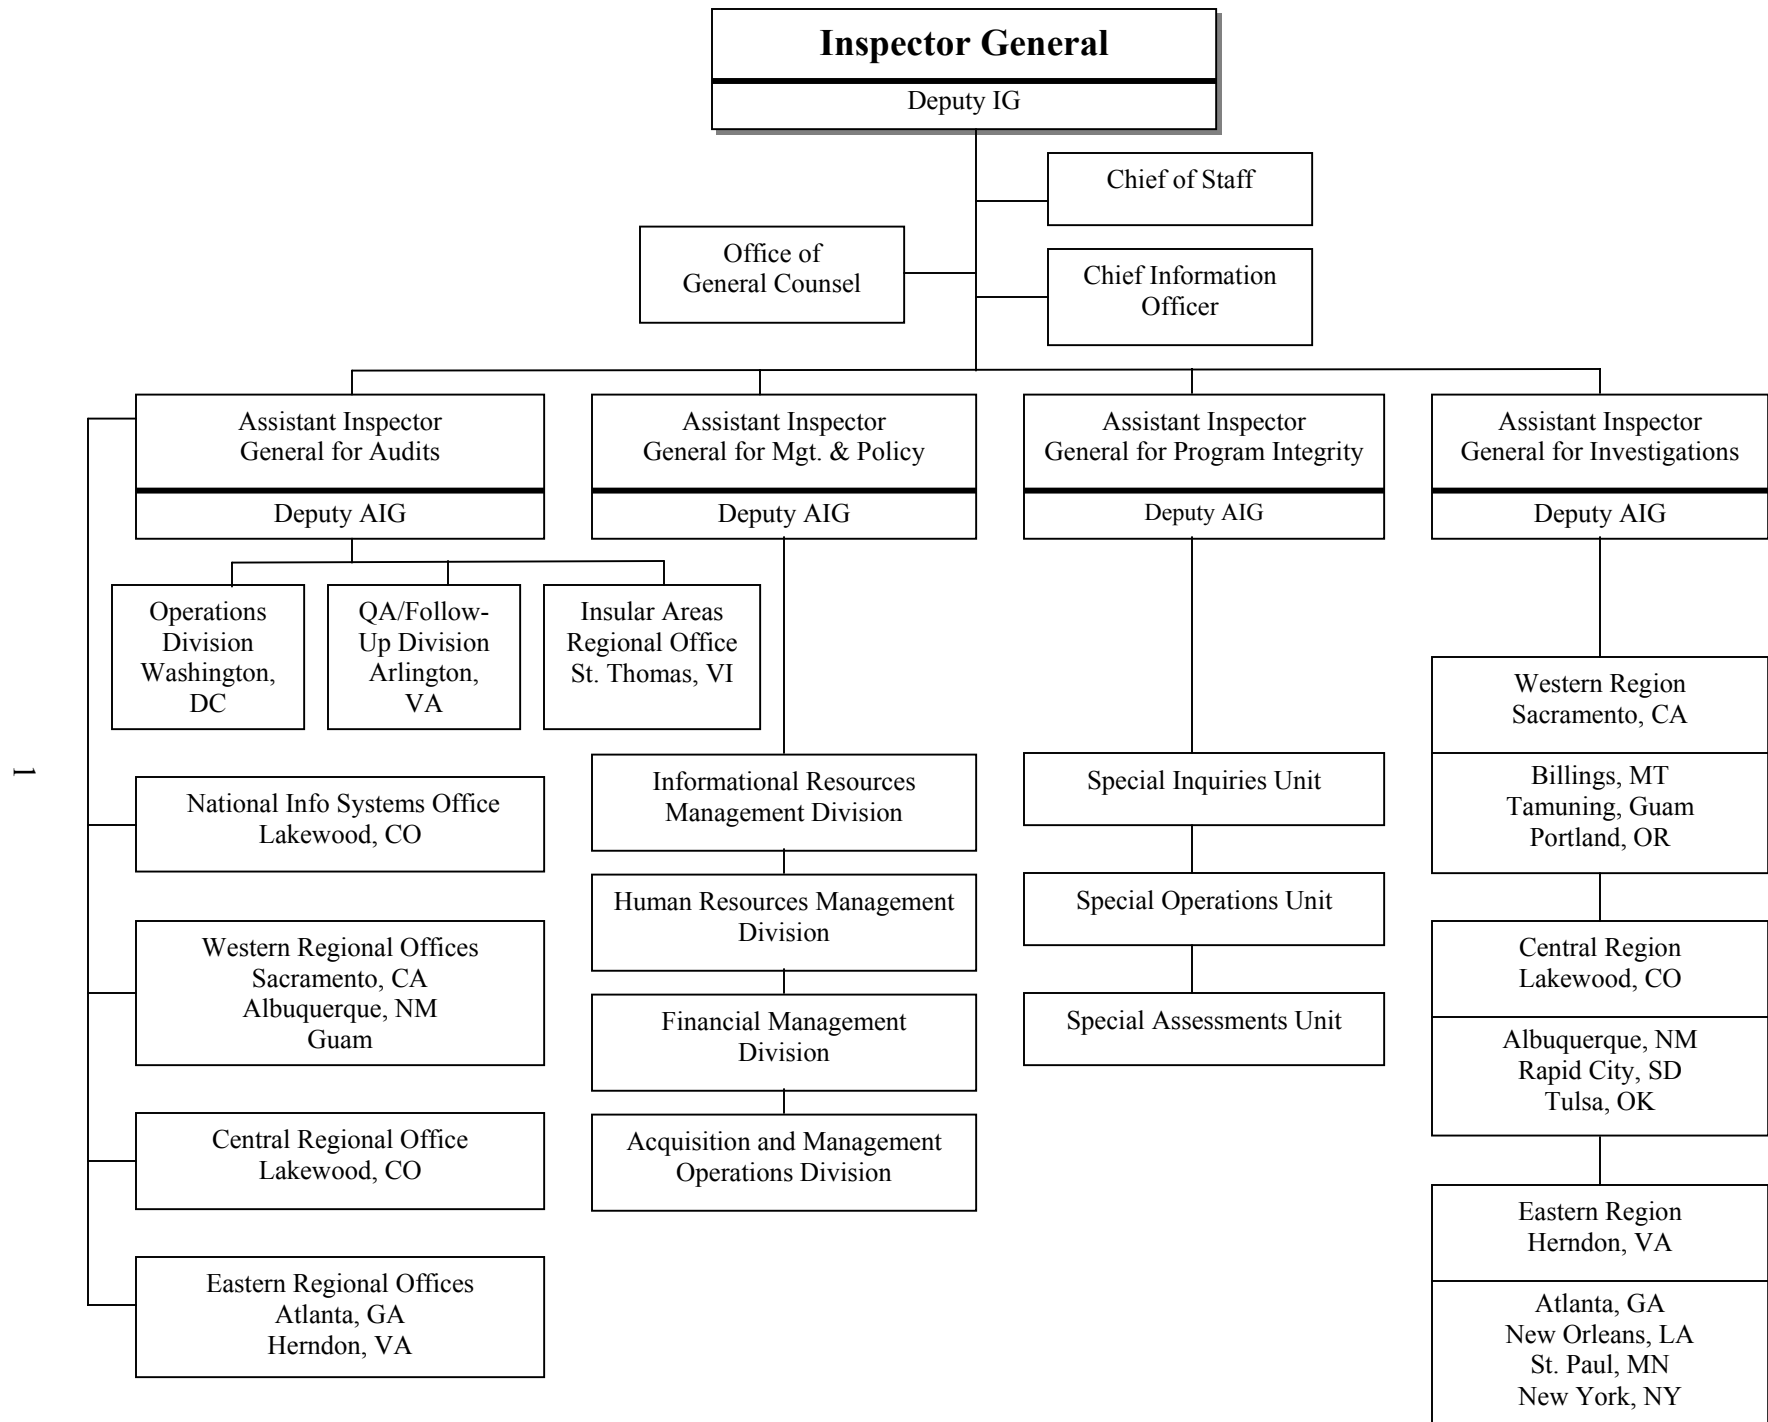 Inspector General
Deputy IG
Chief of Staff
Office of
General Counsel
Chief Information
Officer
Assistant Inspector
General for Audits
Deputy AIG
Assistant Inspector
General for Mgt. & Policy
Deputy AIG
Assistant Inspector
General for Program Integrity
Deputy AIG
Assistant Inspector
General for Investigations
Deputy AIG
Operations
Division
Washington,
DC
QA/Follow-
Up Division
Arlington,
VA
Insular Areas
Regional Office
St. Thomas, VI
National Info Systems Office
Lakewood, CO
Western Regional Offices
Sacramento, CA
Albuquerque, NM
Guam
Central Regional Office
Lakewood, CO
Eastern Regional Offices
Atlanta, GA
Herndon, VA
Informational Resources
Management Division
Human Resources Management
Division
Financial Management
Division
Acquisition and Management
Operations Division
Special Inquiries Unit
Special Operations Unit
Special Assessments Unit
Western Region
Sacramento, CA
Billings, MT
Tamuning, Guam
Portland, OR
Central Region
Lakewood, CO
Albuquerque, NM
Rapid City, SD
Tulsa, OK
Eastern Region
Herndon, VA
Atlanta, GA
New Orleans, LA
St. Paul, MN
New York, NY
1